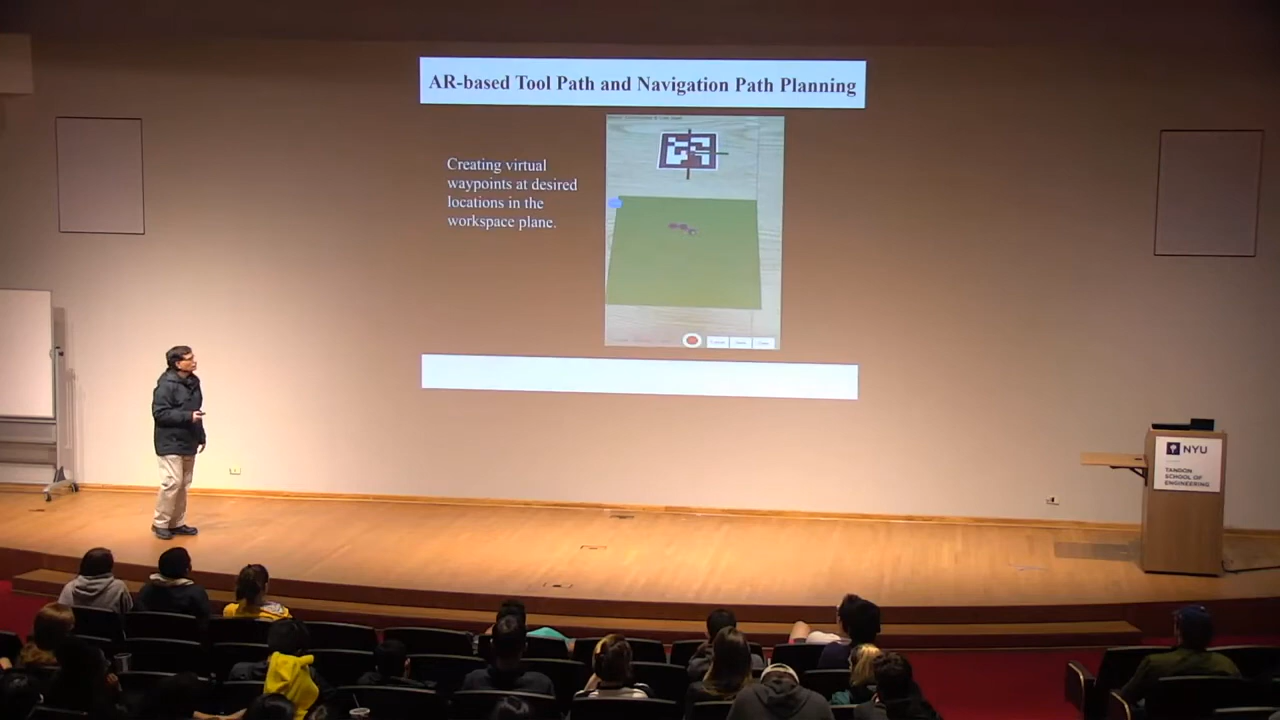 AR-based Tool Path and Navigation Path Planning
Creating virtual
waypoints at desired
locations in the
workspace plane.
NYU
TANDON
SCHOOL OF
ENGINEERING